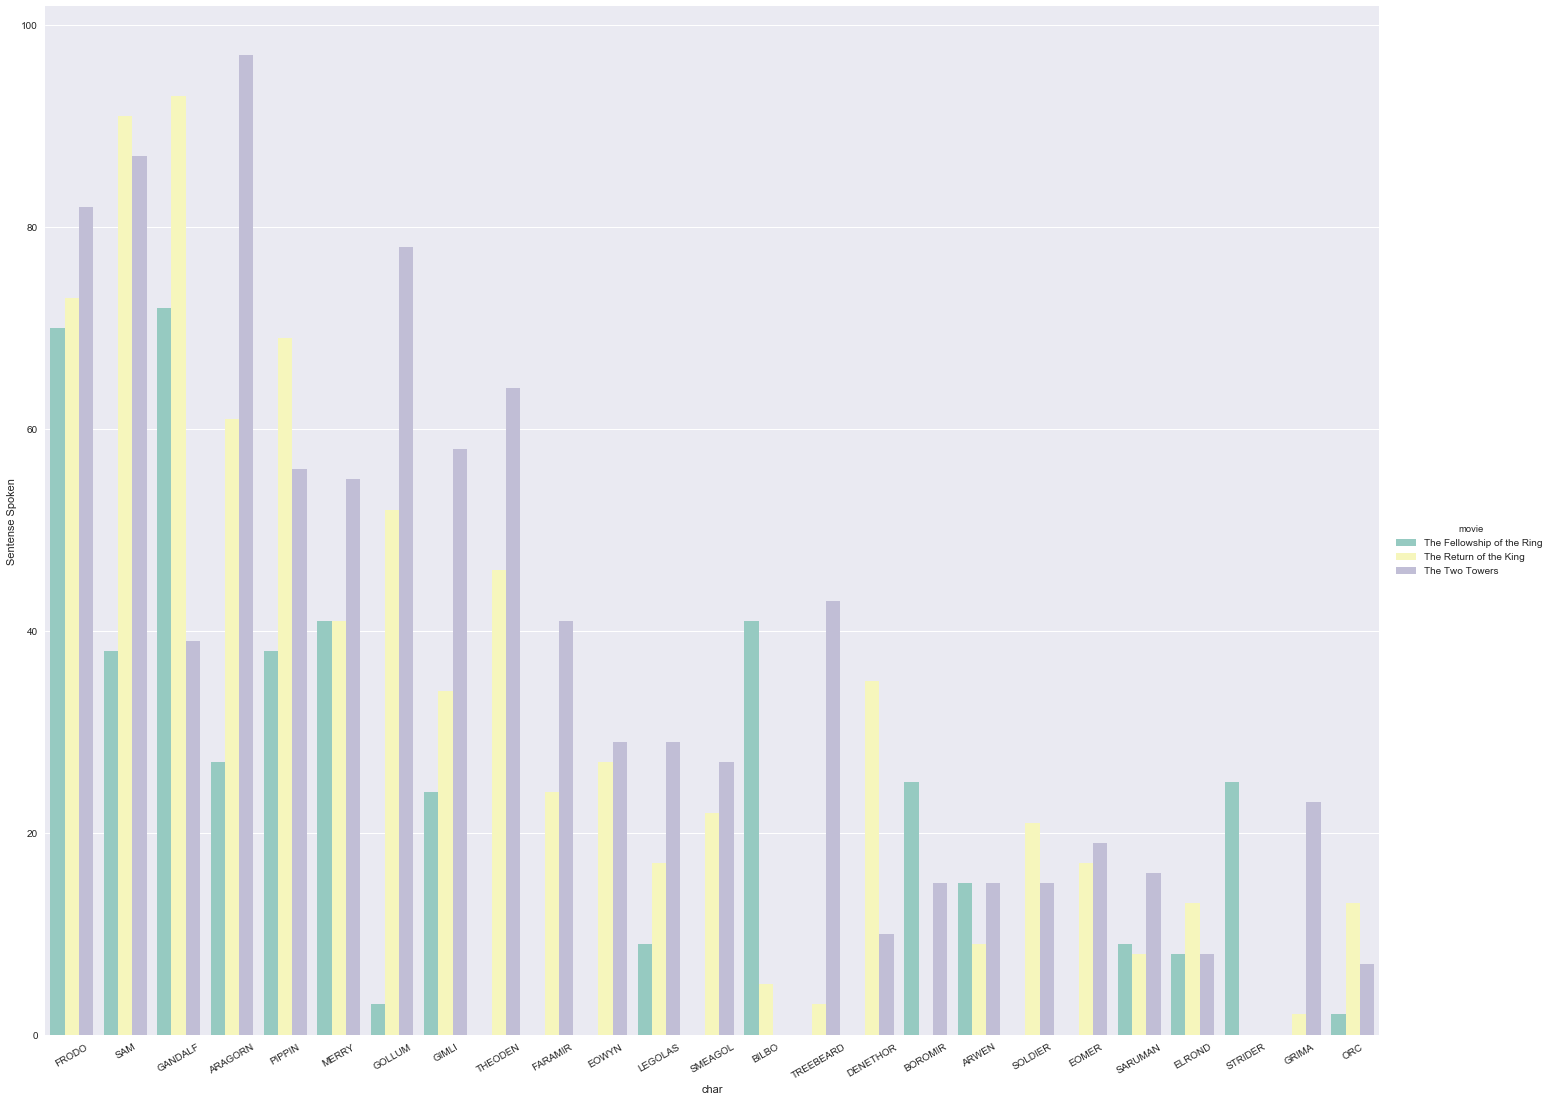 100
80
60
40
20
0
Sentense Spoken
FRODO
SAM
GANDALF
ARAGORN
PIPPIN
MERRY
GOLLUM
GIMLI
THEODEN
FARAMIR
EOWYN
LEGOLAS
SMEAGOL
BILBO
TREEBEARD
DENETHOR
BOROMIR
ARWEN
SOLDIER
EOMER
SARUMAN
ELROND
STRIDER
GRIMA
ORC
char
movie
The Fellowship of the Ring
The Return of the King
The Two Towers